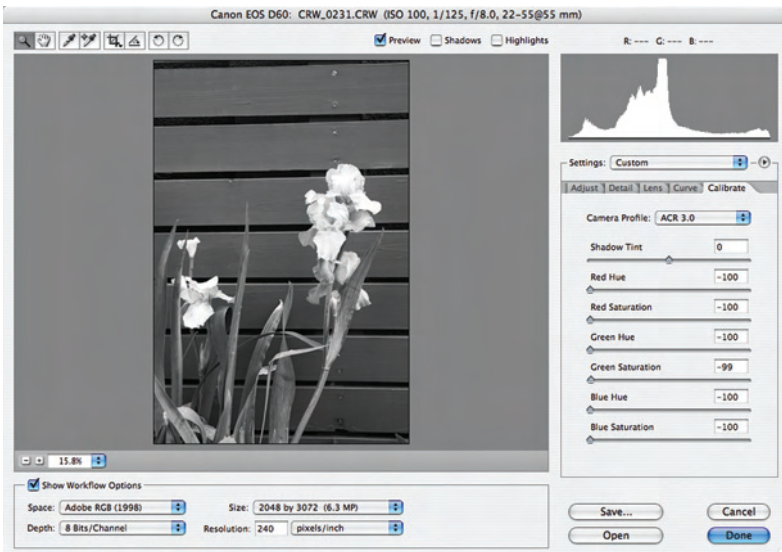 Canon EOS D60: CRW_0231.CRW (ISO 100, 1/125, f/8.0, 22-55@55 mm)
Preview Shadows Highlights R: --- G: --- B: ---
Settings: Custom
Adjust Detail Lens Curve Calibrate
Camera Profile: ACR 3.0
Shadow Tint 0
Red Hue -100
Red Saturation -100
Green Hue -100
Green Saturation -99
Blue Hue -100
Blue Saturation -100
15.8%
Show Workflow Options
Space: Adobe RGB (1998) Size: 2048 by 3072 (6.3 MP)
Depth: 8 Bits/Channel Resolution: 240 pixels/inch
Save... Cancel
Open Done